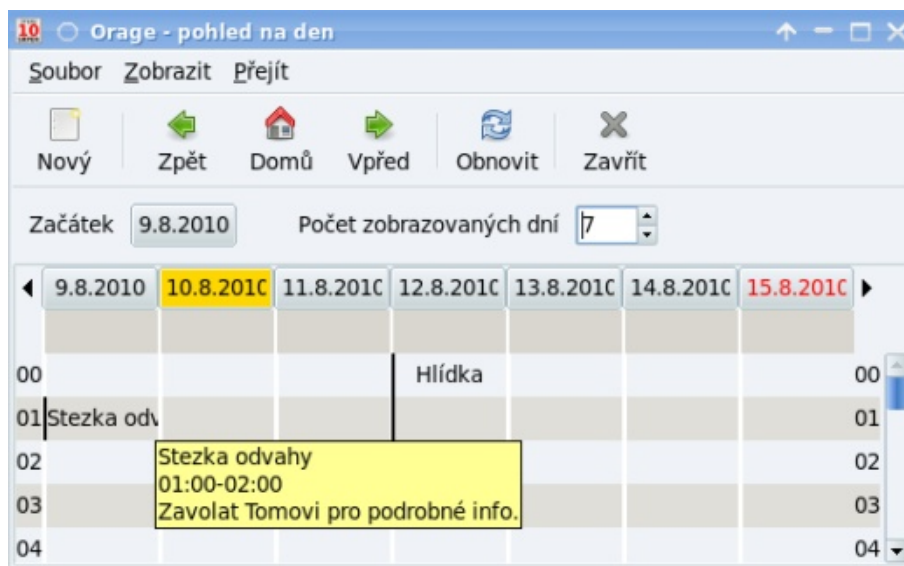 10 Orage - pohled na den
Soubor Zobrazit Přejít
Nový Zpět Domů Vpřed Obnovit Zavřít
Začátek 9.8.2010 Počet zobrazovaných dní 7
9.8.2010 10.8.201 11.8.201 12.8.201 13.8.201 14.8.201 15.8.201
00 Hlídka 00
01 Stezka odv 01
02 Stezka odvahy 02
01:00-02:00
03 Zavolat Tomovi pro podrobné info. 03
04 04